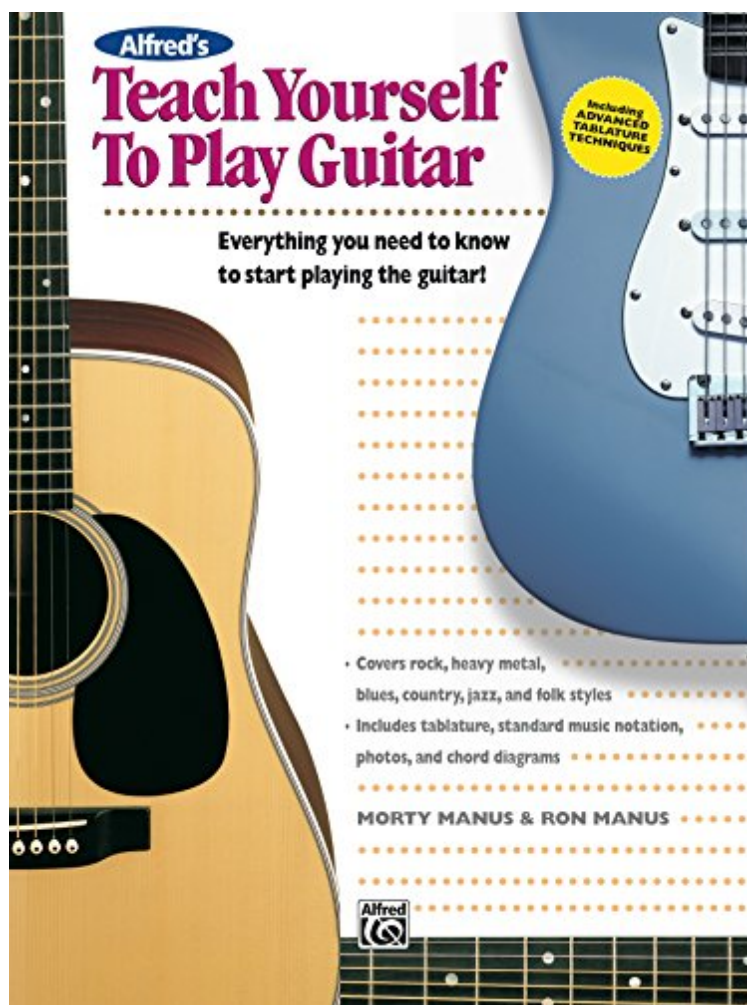 Alfred's
Teach Yourself
To Play Guitar
Including
ADVANCED
TABLATURE
TECHNIQUES
Everything you need to know
to start playing the guitar!
• Covers rock, heavy metal,
blues, country, jazz, and folk styles
• Includes tablature, standard music notation,
photos, and chord diagrams
MORTY MANUS & RON MANUS
Alfred